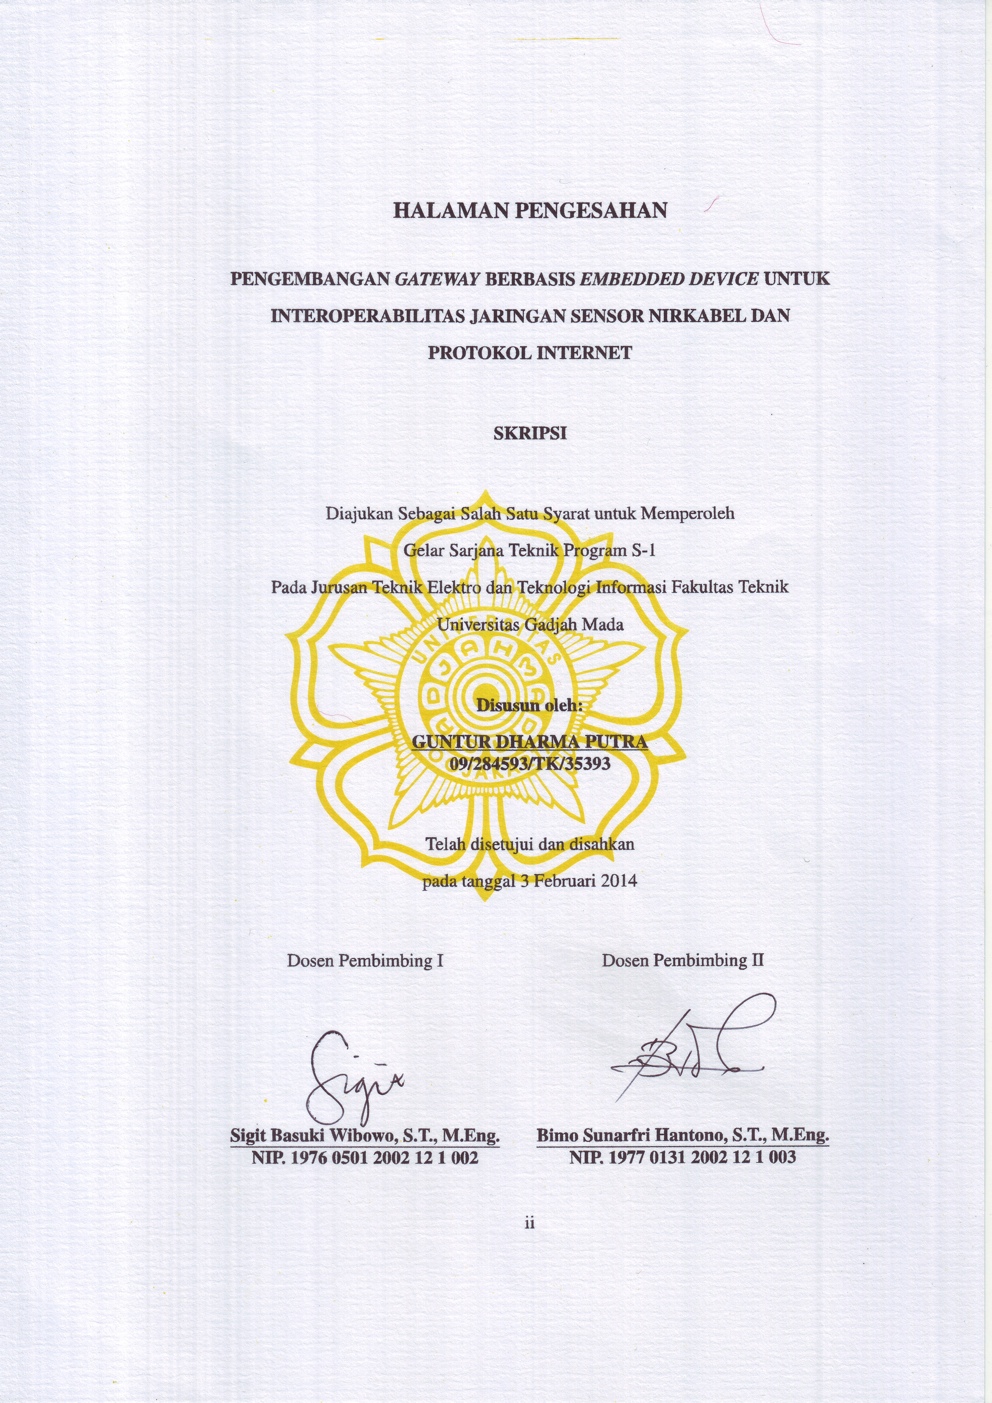 HALAMAN PENGESAHAN
PENGEMBANGAN GATEWAY BERBASIS EMBEDDED DEVICE UNTUK
INTEROPERABILITAS JARINGAN SENSOR NIRKABEL DAN
PROTOKOL INTERNET
SKRIPSI
Diajukan Sebagai Salah Satu Syarat untuk Memperoleh
Gelar Sarjana Teknik Program S-1
Pada Jurusan Teknik Elektro dan Teknologi Informasi Fakultas Teknik
Universitas Gadjah Mada
UNIVERSITAS
Disusun oleh:
GUNTUR DHARMA PUTRA
09/284593/TK/35393
Telah disetujui dan disahkan
pada tanggal 3 Februari 2014
Dosen Pembimbing I
Dosen Pembimbing II
Sigit
Sigit Basuki Wibowo, S.T., M.Eng.
NIP. 1976 0501 2002 12 1 002
Bimo Sunarfri Hantono, S.T., M.Eng.
NIP. 1977 0131 2002 12 1 003
ii